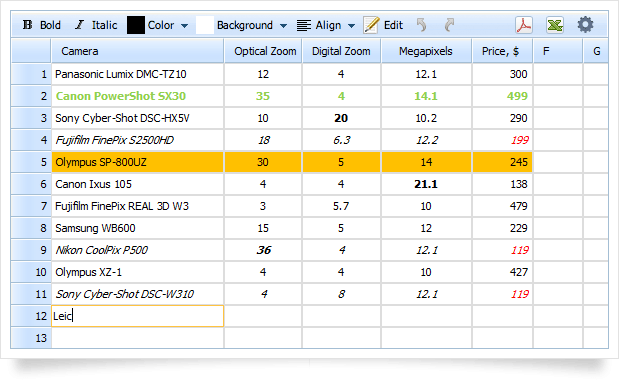 B Bold I Italic Color Background Align Edit
Camera Optical Zoom Digital Zoom Megapixels Price, $ F G
1 Panasonic Lumix DMC-TZ10 12 4 12.1 300
2 Canon PowerShot SX30 35 4 14.1 499
3 Sony Cyber-Shot DSC-HX5V 10 20 10.2 290
4 Fujifilm FinePix S2500HD 18 6.3 12.2 199
5 Olympus SP-800UZ 30 5 14 245
6 Canon Ixus 105 4 4 21.1 138
7 Fujifilm FinePix REAL 3D W3 3 5.7 10 479
8 Samsung WB600 15 5 12 229
9 Nikon CoolPix P500 36 4 12.1 119
10 Olympus XZ-1 4 4 10 427
11 Sony Cyber-Shot DSC-W310 4 8 12.1 119
12 Leic
13